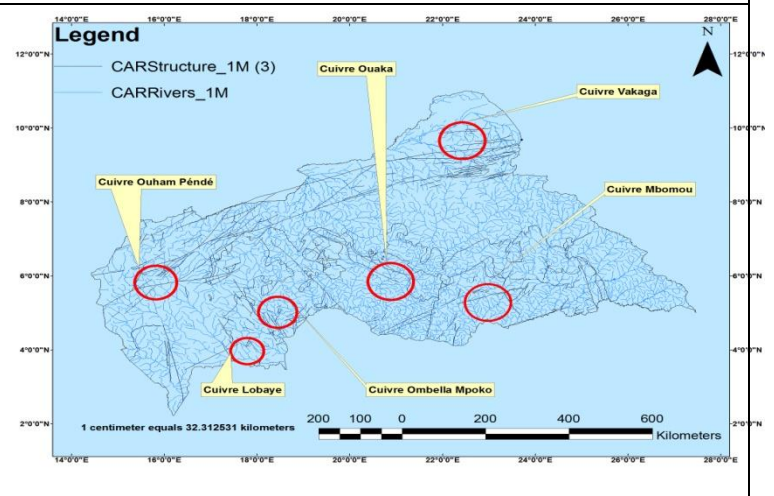 14°0'0"E 16°0'0"E 18°0'0"E 20°0'0"E 22°0'0"E 24°0'0"E 26°0'0"E 28°0'0"E
Legend
CARStructure_1M (3)
CARRivers_1M
N
12°0'0"N 12°0'0"N
Cuivre Ouaka
Cuivre Vakaga
10°0'0"N 10°0'0"N
Cuivre Ouham Péndé
Cuivre Mbomou
8°0'0"N 8°0'0"N
6°0'0"N 6°0'0"N
4°0'0"N 4°0'0"N
Cuivre Lobaye
Cuivre Ombella Mpoko
2°0'0"N 2°0'0"N
1 centimeter equals 32.312531 kilometers
200 100 0 200 400 600
Kilometers
14°0'0"E 16°0'0"E 18°0'0"E 20°0'0"E 22°0'0"E 24°0'0"E 26°0'0"E 28°0'0"E